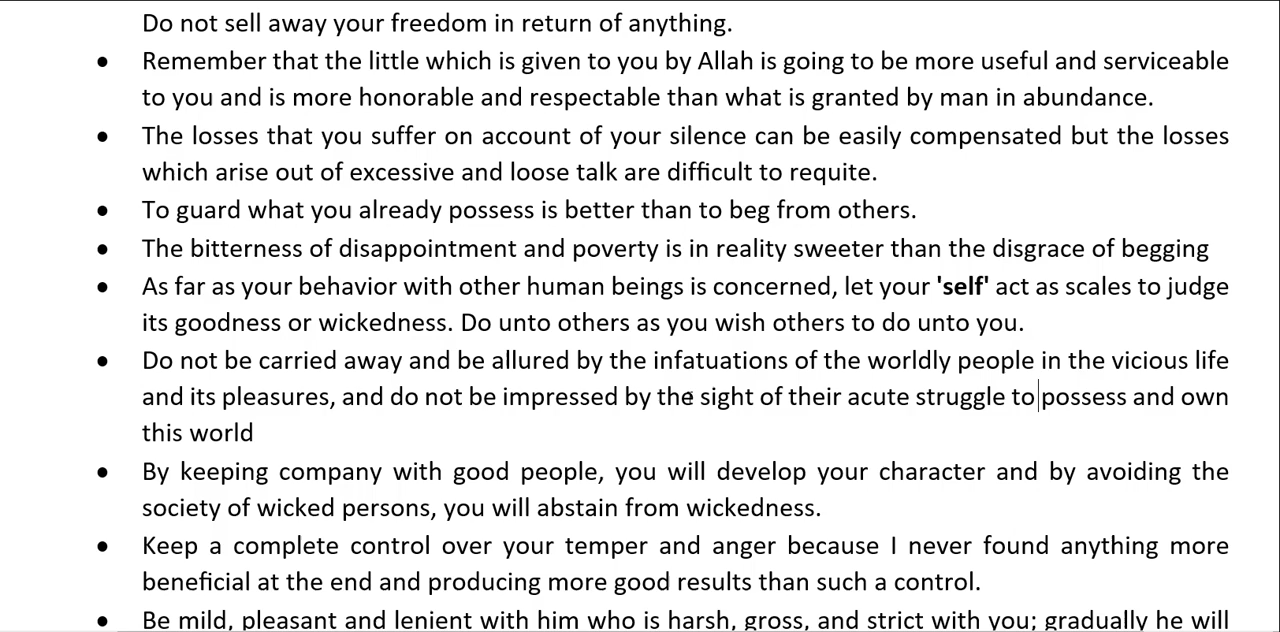 Do not sell away your freedom in return of anything.
• Remember that the little which is given to you by Allah is going to be more useful and serviceable
to you and is more honorable and respectable than what is granted by man in abundance.
• The losses that you suffer on account of your silence can be easily compensated but the losses
which arise out of excessive and loose talk are difficult to requite.
• To guard what you already possess is better than to beg from others.
• The bitterness of disappointment and poverty is in reality sweeter than the disgrace of begging
• As far as your behavior with other human beings is concerned, let your 'self' act as scales to judge
its goodness or wickedness. Do unto others as you wish others to do unto you.
• Do not be carried away and be allured by the infatuations of the worldly people in the vicious life
and its pleasures, and do not be impressed by the sight of their acute struggle to possess and own
this world
• By keeping company with good people, you will develop your character and by avoiding the
society of wicked persons, you will abstain from wickedness.
• Keep a complete control over your temper and anger because I never found anything more
beneficial at the end and producing more good results than such a control.
• Be mild, pleasant and lenient with him who is harsh, gross, and strict with you; gradually he will